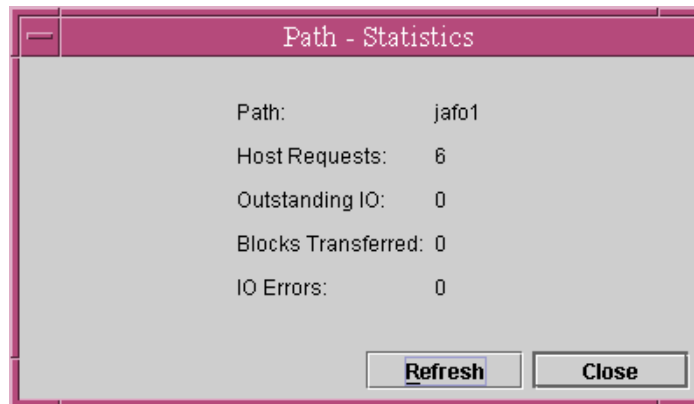 Path - Statistics
Path: jafo1
Host Requests: 6
Outstanding IO: 0
Blocks Transferred: 0
IO Errors: 0
Refresh Close